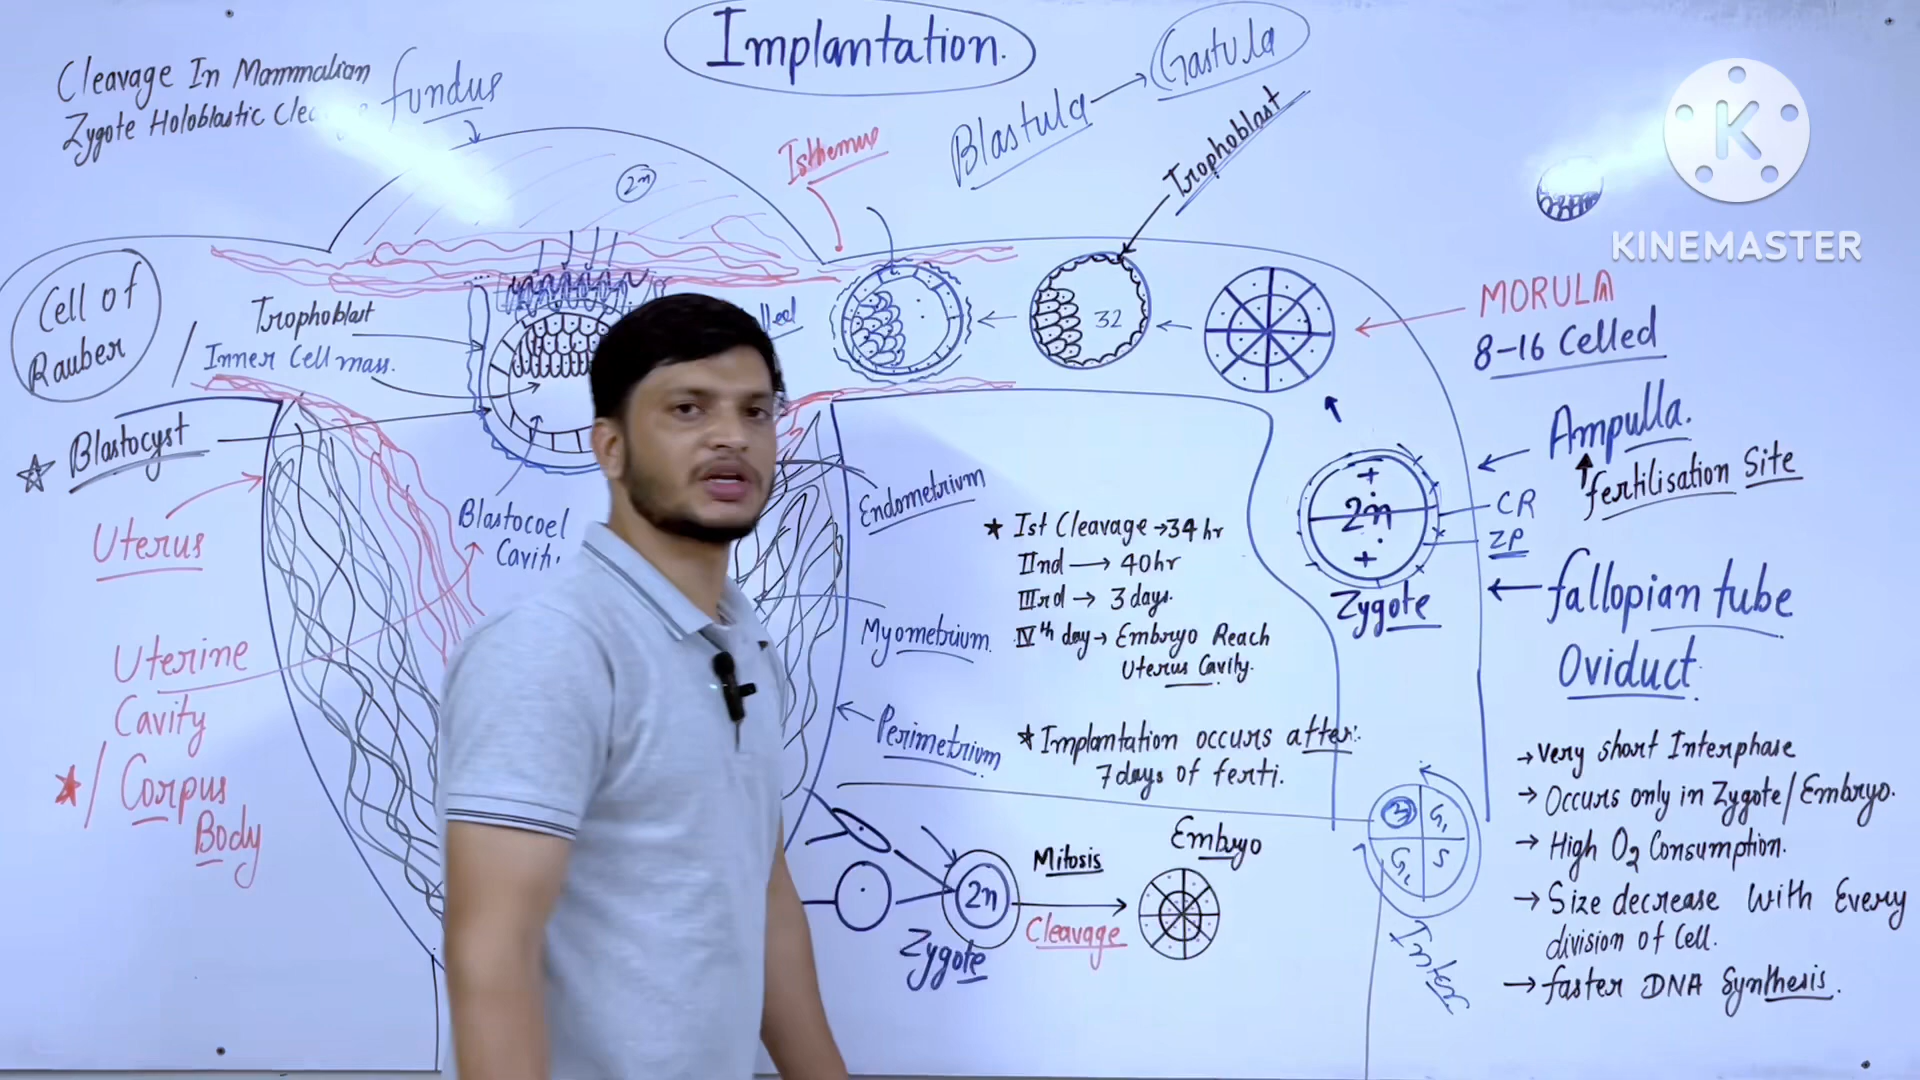 Implantation.
Cleavage In Mammalian
Zygote Holoblastic
fundus
2n
Isthemus
Blastula → Gastula
Trophoblast
K
KINEMASTER
Cell of
Rauber
Trophoblast
Inner Cell mass.
32
MORULA
8-16 Celled
Ampulla.
fertilisation Site
Blastocyst
Uterus
Blastocoel
Endometrium
2n
CR
ZP
Zygote
fallopian tube
Oviduct
★ Ist Cleavage → 34 hr
IInd → 40 hr
IIIrd → 3 days.
IVth day → Embryo Reach
Uterus Cavity.
Uterine
Cavity
/ Corpus
Body
Myometrium
Perimetrium
★ Implantation occurs after:
7 days of ferti.
→ Very short Interphase
→ Occurs only in Zygote/Embryo.
→ High O2 Consumption.
→ Size decrease With Every
division of Cell.
→ faster DNA Synthesis.
G1
S
2n
Zygote
Mitosis
Cleavage
Embryo
Inter